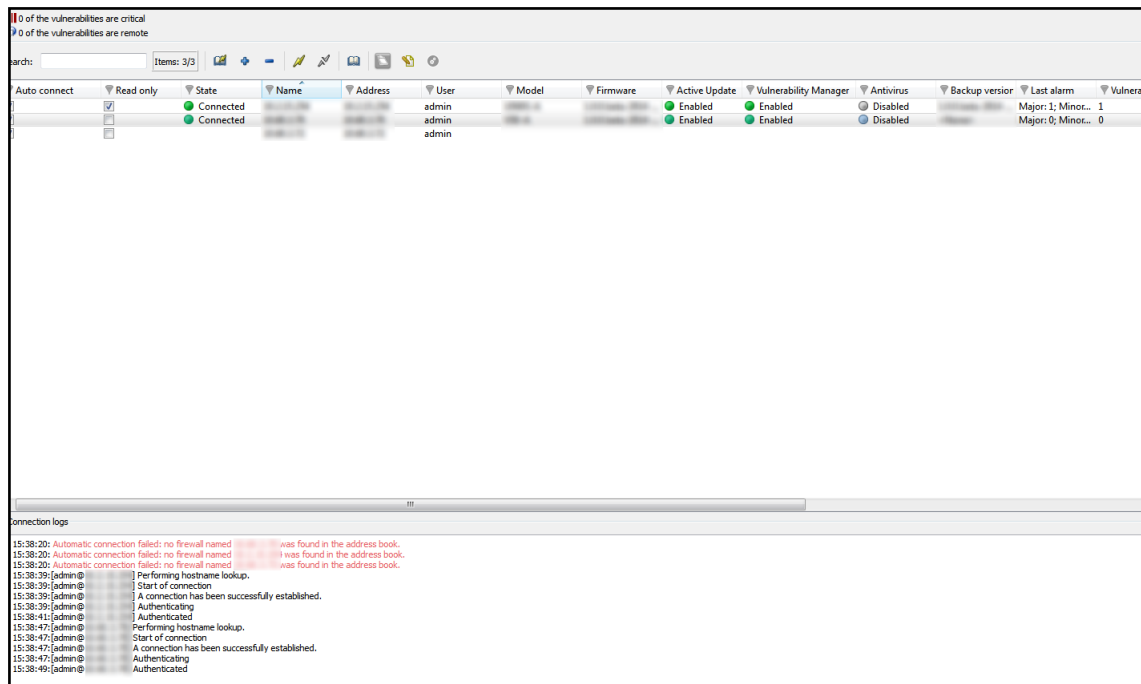 0 of the vulnerabilities are critical
0 of the vulnerabilities are remote
earch: Items: 3/3
Auto connect Read only State Name Address User Model Firmware Active Update Vulnerability Manager Antivirus Backup version Last alarm Vulnera
Connected admin Enabled Enabled Disabled Major: 1; Minor... 1
Connected admin Enabled Enabled Disabled Major: 0; Minor... 0
admin
Connection logs
15:38:20: Automatic connection failed: no firewall named was found in the address book.
15:38:20: Automatic connection failed: no firewall named was found in the address book.
15:38:20: Automatic connection failed: no firewall named was found in the address book.
15:38:39:[admin@ ] Performing hostname lookup.
15:38:39:[admin@ ] Start of connection
15:38:39:[admin@ ] A connection has been successfully established.
15:38:39:[admin@ ] Authenticating
15:38:41:[admin@ ] Authenticated
15:38:47:[admin@ Performing hostname lookup.
15:38:47:[admin@ Start of connection
15:38:47:[admin@ A connection has been successfully established.
15:38:47:[admin@ Authenticating
15:38:49:[admin@ Authenticated